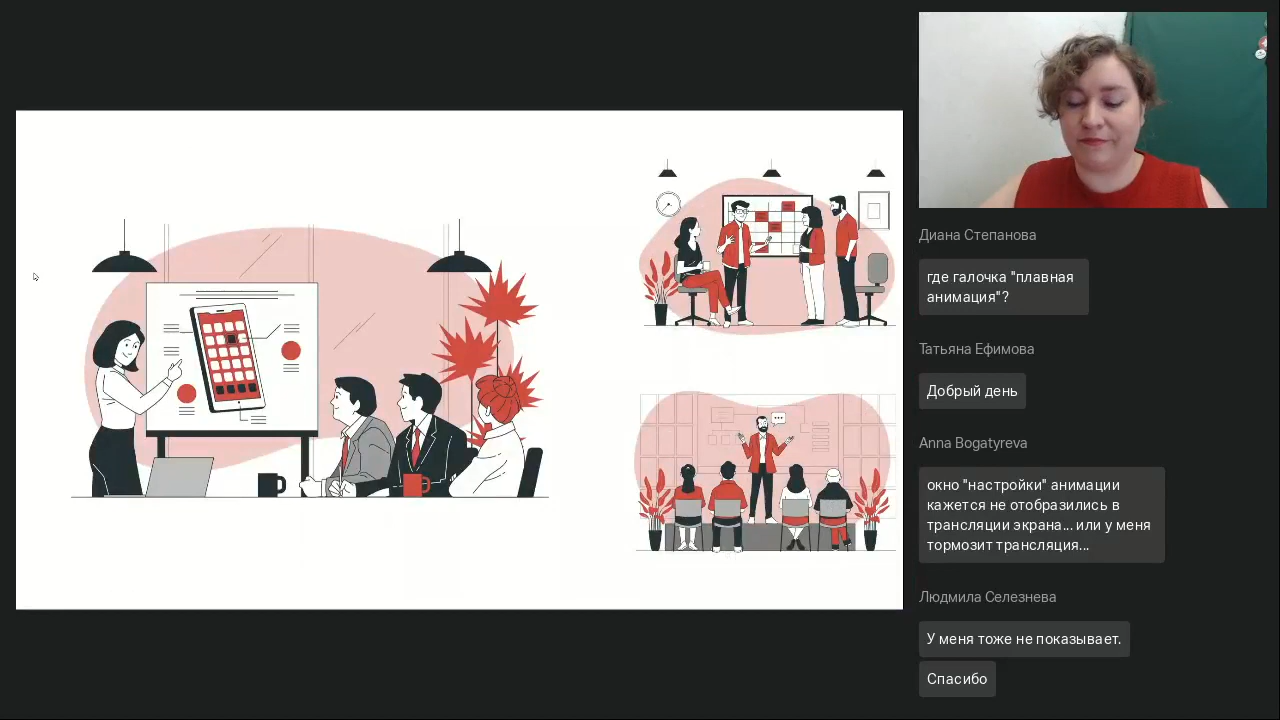 Диана Степанова
где галочка "плавная
анимация"?
Татьяна Ефимова
Добрый день
Anna Bogatyreva
окно "настройки" анимации
кажется не отобразились в
трансляции экрана... или у меня
тормозит трансляция...
Людмила Селезнева
У меня тоже не показывает.
Спасибо